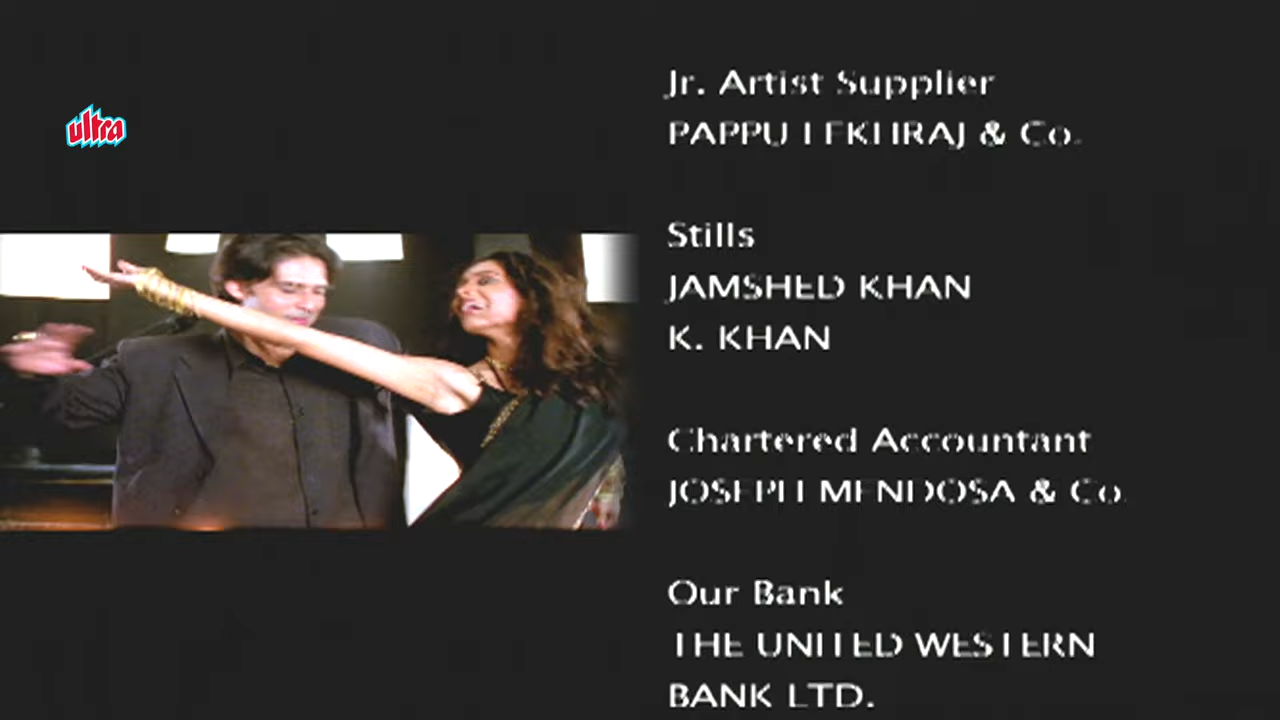 ultra
Jr. Artist Supplier
PAPPU LEKHRAJ & Co.
Stills
JAMSHED KHAN
K. KHAN
Chartered Accountant
JOSEPH MENDOSA & Co.
Our Bank
THE UNITED WESTERN
BANK LTD.